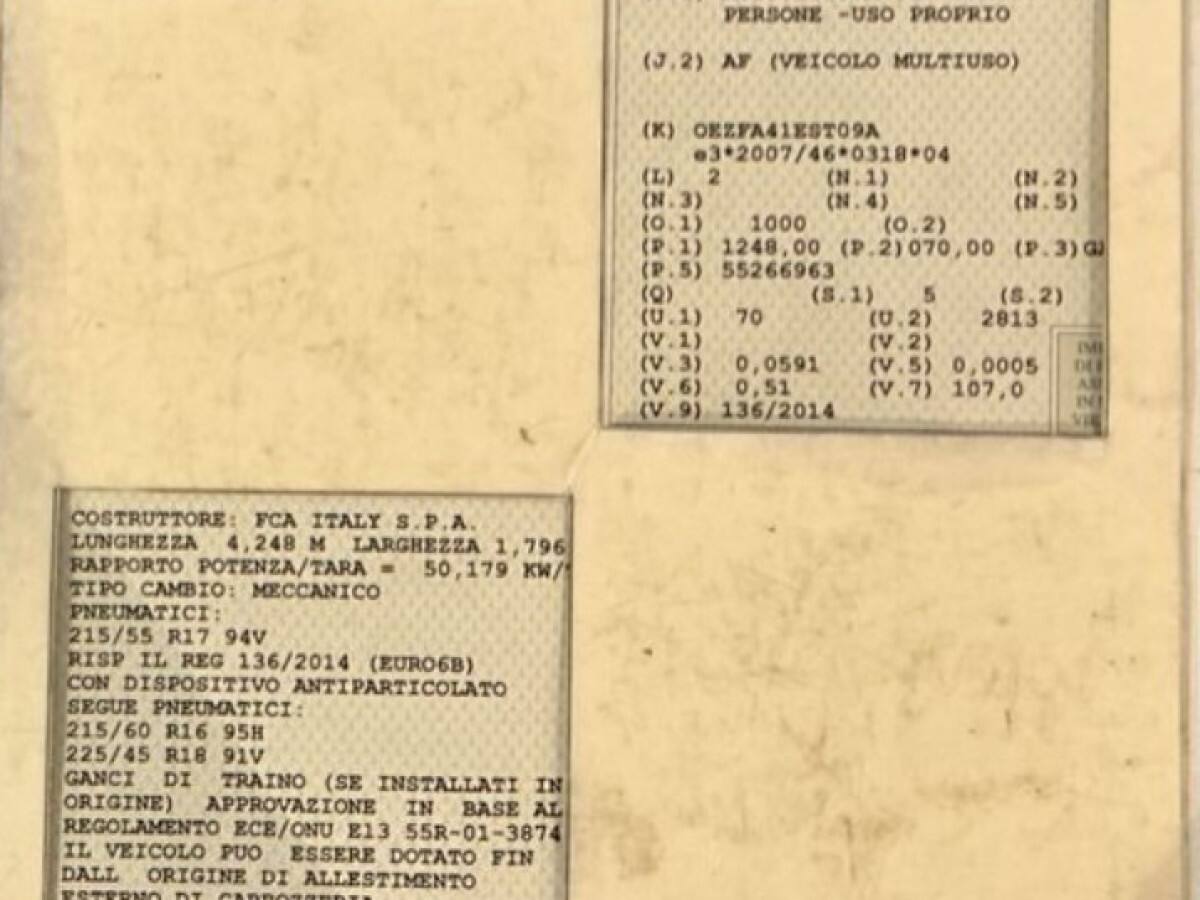 PERSONE -USO PROPRIO
(J.2) AF (VEICOLO MULTIUSO)
(K) OEZFA41EST09A
e3*2007/46*0318*04
(L) 2 (N.1) (N.2)
(N.3) (N.4) (N.5)
(O.1) 1000 (O.2)
(P.1) 1248,00 (P.2)070,00 (P.3)
(P.5) 55266963
(Q) (S.1) 5 (S.2)
(U.1) 70 (U.2) 2813
(V.1) (V.2)
(V.3) 0,0591 (V.5) 0,0005
(V.6) 0,51 (V.7) 107,0
(V.9) 136/2014
COSTRUTTORE: FCA ITALY S.P.A.
LUNGHEZZA 4,248 M LARGHEZZA 1,796
RAPPORTO POTENZA/TARA = 50,179 KW/
TIPO CAMBIO: MECCANICO
PNEUMATICI:
215/55 R17 94V
RISP IL REG 136/2014 (EURO6B)
CON DISPOSITIVO ANTIPARTICOLATO
SEGUE PNEUMATICI:
215/60 R16 95H
225/45 R18 91V
GANCI DI TRAINO (SE INSTALLATI IN
ORIGINE) APPROVAZIONE IN BASE AL
REGOLAMENTO ECE/ONU E13 55R-01-3874
IL VEICOLO PUO ESSERE DOTATO FIN
DALL ORIGINE DI ALLESTIMENTO
ESTERNO DI CARROZZERIA